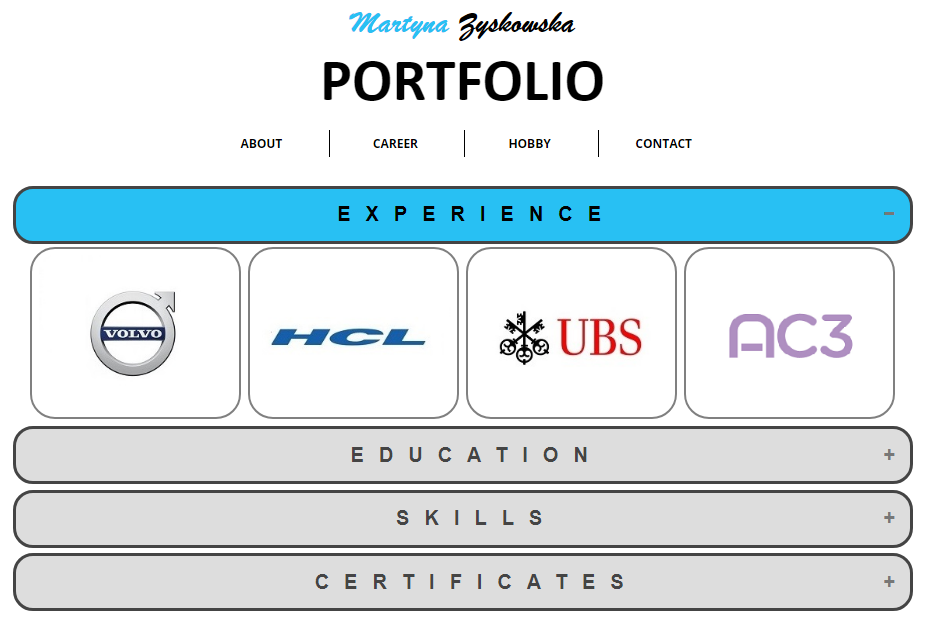 Martyna Zyskowska
PORTFOLIO
ABOUT CAREER HOBBY CONTACT
EXPERIENCE −
VOLVO HCL UBS AC3
EDUCATION +
SKILLS +
CERTIFICATES +